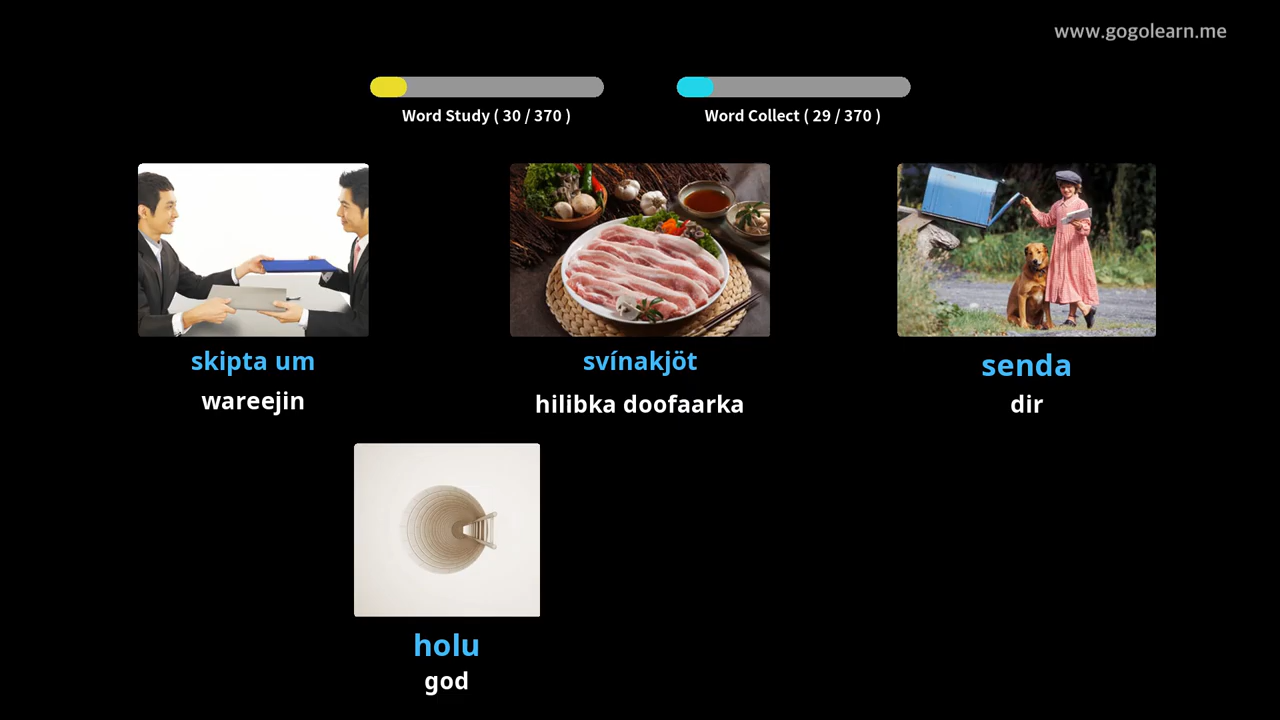 www.gogolearn.me
Word Study ( 30 / 370 )
Word Collect ( 29 / 370 )
skipta um
wareejin
svínakjöt
hilibka doofaarka
senda
dir
holu
god